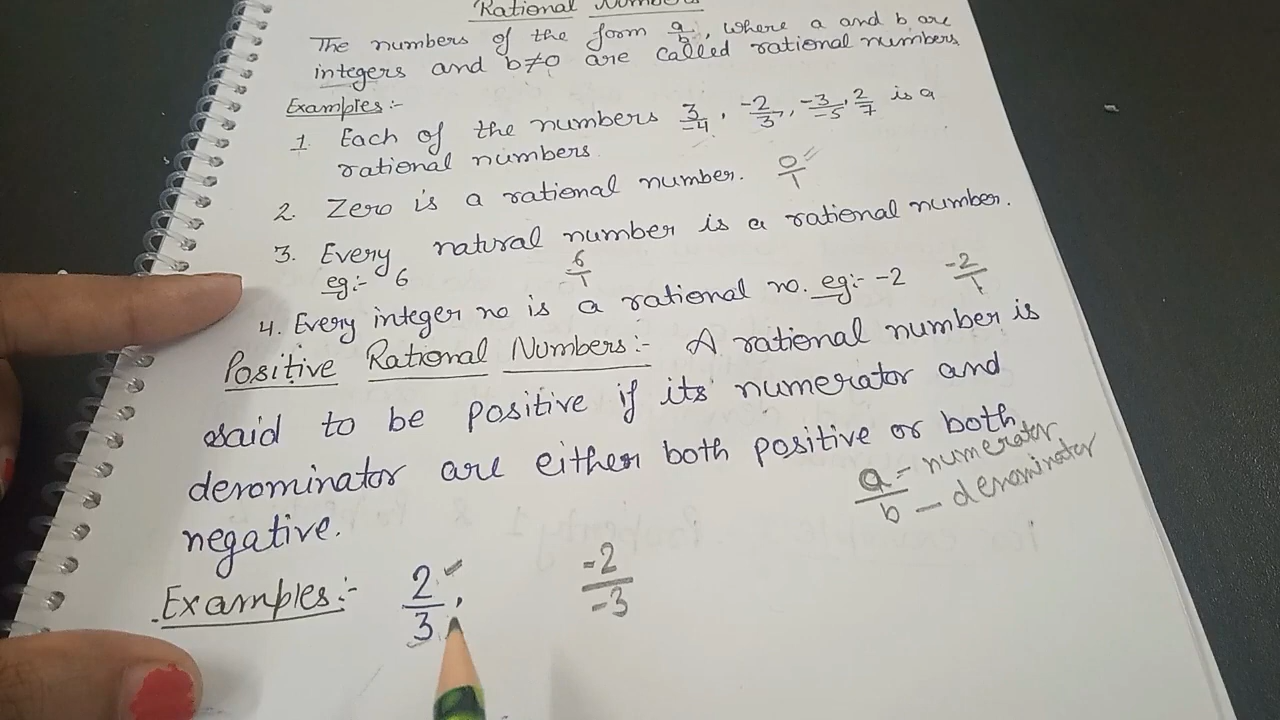 Rational Numbers
The numbers of the form a/b, where a and b are
integers and b≠0 are called rational numbers
Examples:-
1. Each of the numbers 3/-4, -2/3, -3/-5, 2/7 is a
rational numbers.
2. Zero is a rational number. 0/1
3. Every natural number is a rational number.
eg:- 6 6/1
4. Every integer no is a rational no. eg:- -2 -2/1
Positive Rational Numbers:- A rational number is
said to be positive if its numerator and
denominator are either both positive or both
negative.
a - numerator
b - denominator
Examples:- 2/3, -2/-3